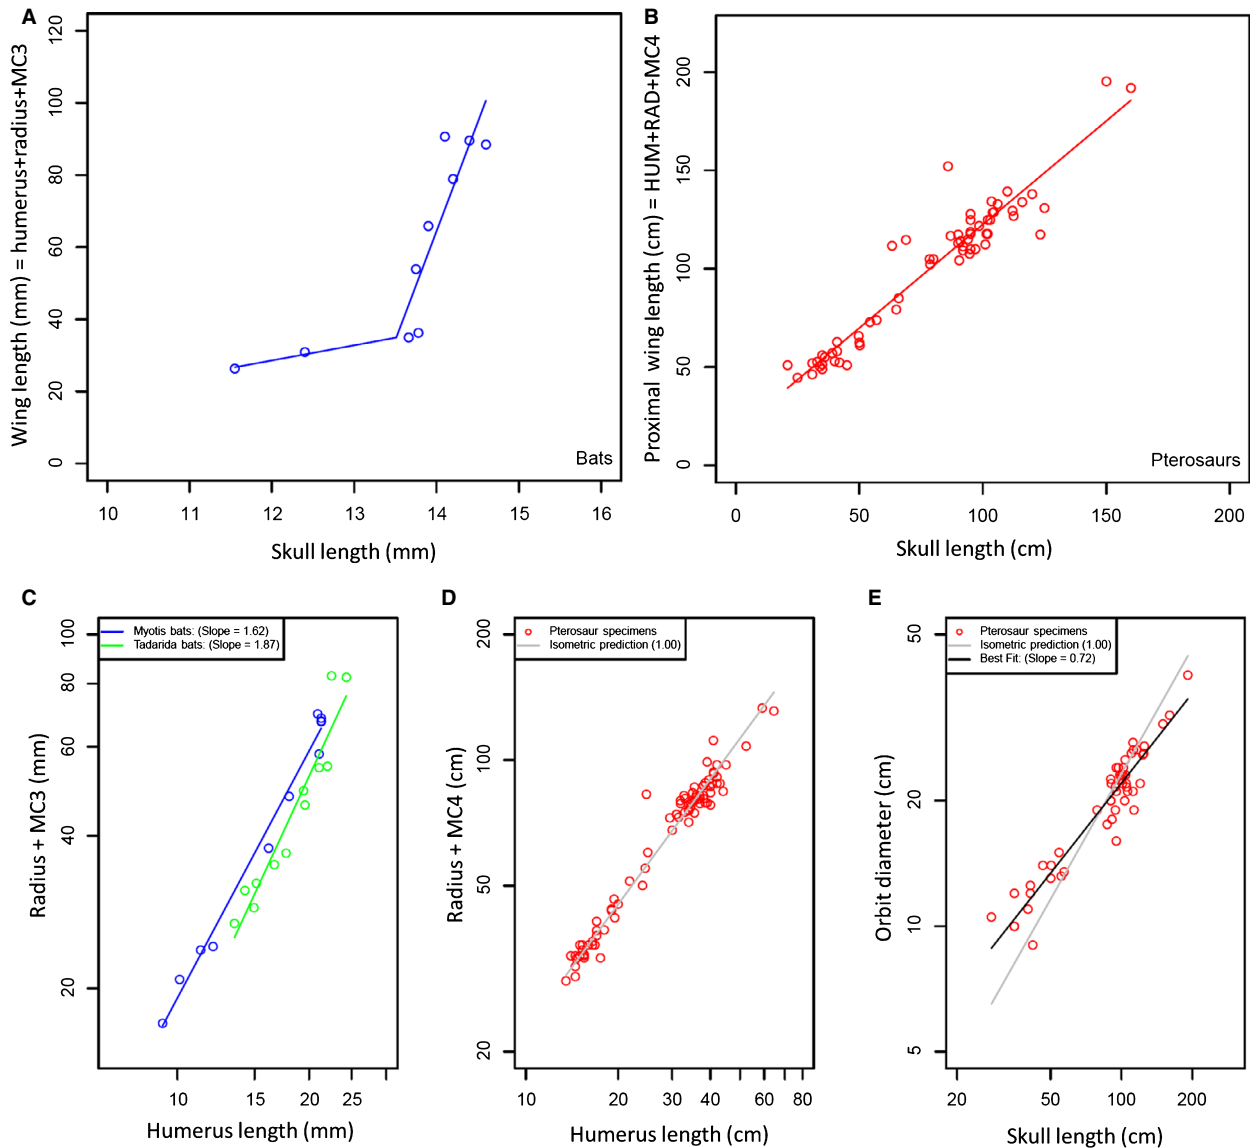 A
Wing length (mm) = humerus+radius+MC3
120
100
80
60
40
20
0
Bats
10 11 12 13 14 15 16
Skull length (mm)
B
Proximal wing length (cm) = HUM+RAD+MC4
200
150
100
50
0
Pterosaurs
0 50 100 150 200
Skull length (cm)
C
Myotis bats: (Slope = 1.62)
Tadarida bats: (Slope = 1.87)
Radius + MC3 (mm)
100
80
60
40
20
10 15 20 25
Humerus length (mm)
D
Pterosaur specimens
Isometric prediction (1.00)
Radius + MC4 (cm)
200
100
50
20
10 20 30 40 60 80
Humerus length (cm)
E
Pterosaur specimens
Isometric prediction (1.00)
Best Fit: (Slope = 0.72)
Orbit diameter (cm)
50
20
10
5
20 50 100 200
Skull length (cm)